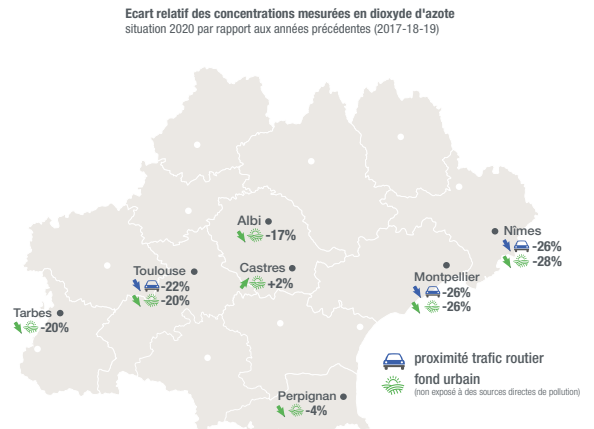 Ecart relatif des concentrations mesurées en dioxyde d'azote
situation 2020 par rapport aux années précédentes (2017-18-19)
Albi
-17%
Nîmes
-26%
-28%
Toulouse
-22%
-20%
Castres
+2%
Montpellier
-26%
-26%
Tarbes
-20%
proximité trafic routier
fond urbain
(non exposé à des sources directes de pollution)
Perpignan
-4%